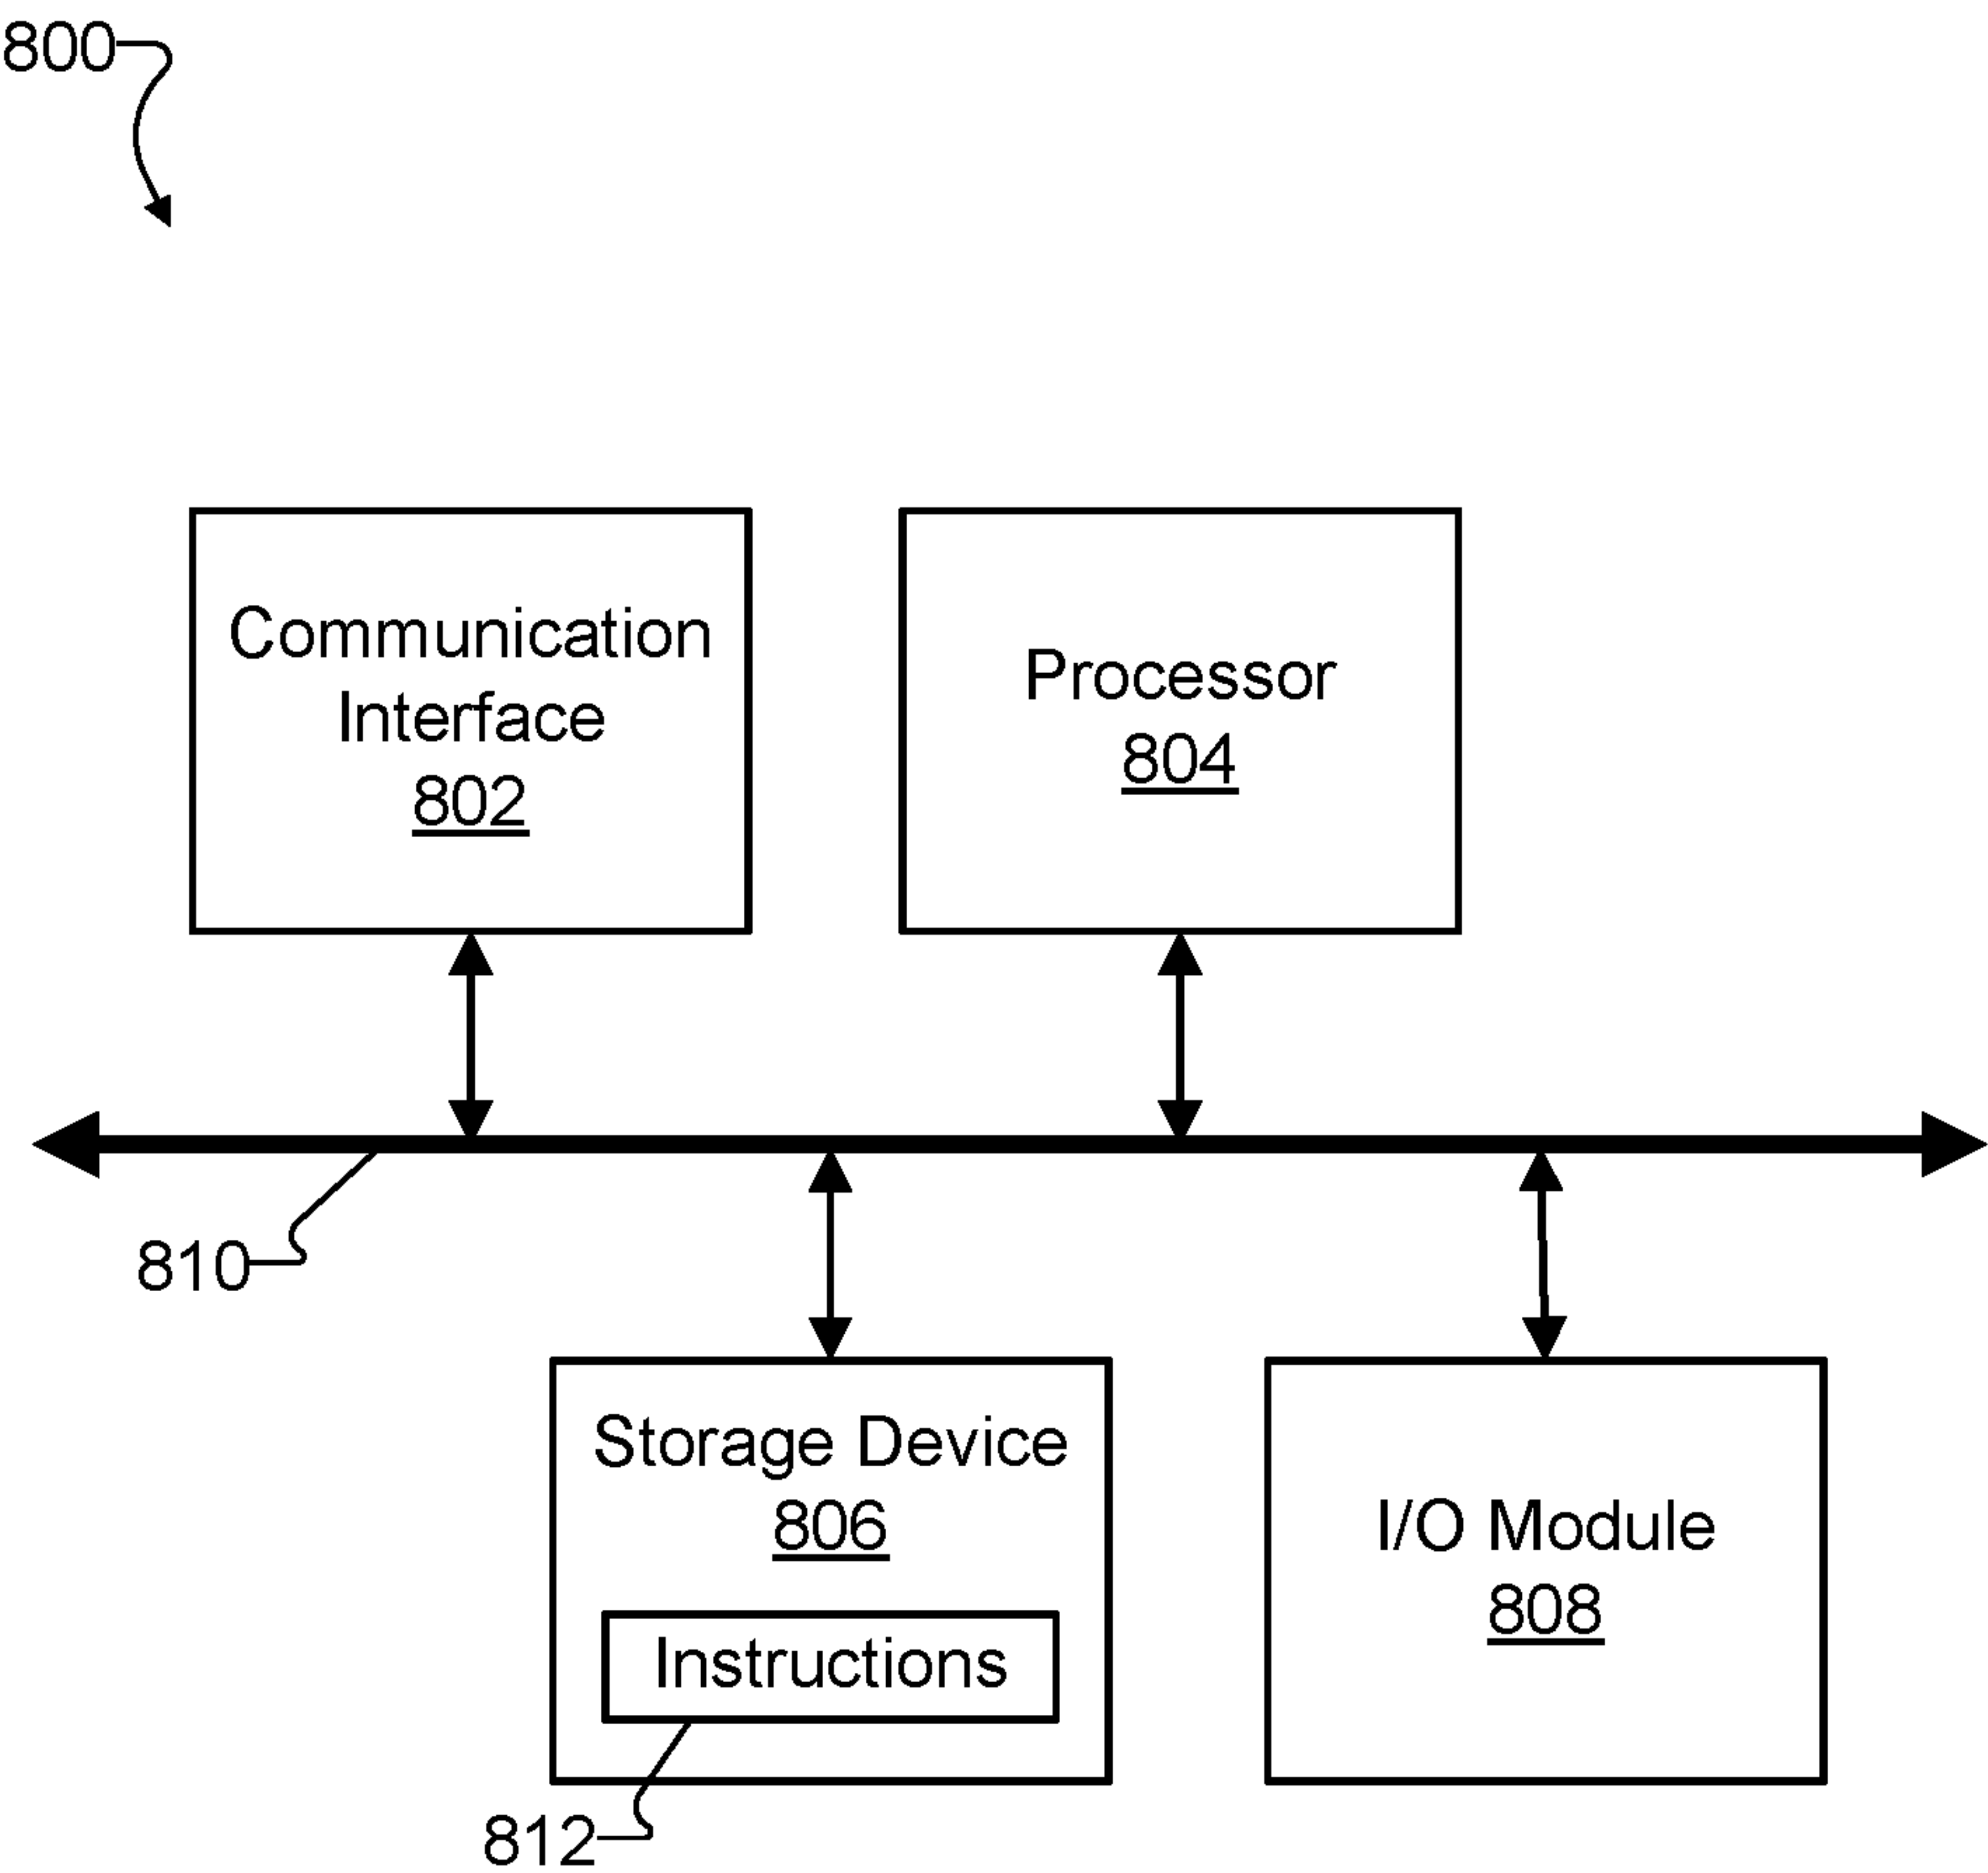 800
Communication
Interface
802
Processor
804
810
Storage Device
806
Instructions
812
I/O Module
808